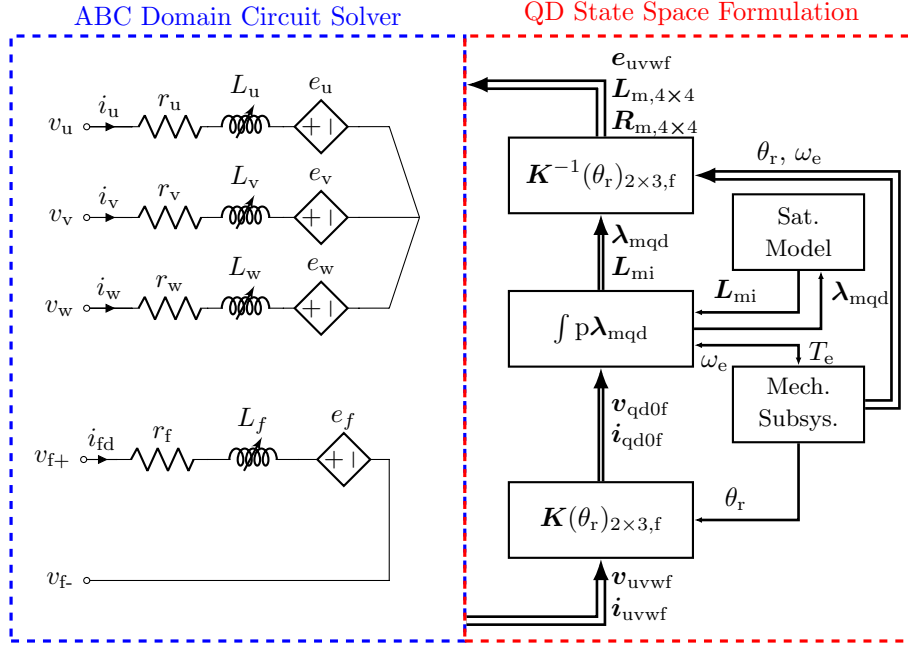 ABC Domain Circuit Solver
v_u
i_u
r_u
L_u
e_u
+ −
v_v
i_v
r_v
L_v
e_v
+ −
v_w
i_w
r_w
L_w
e_w
+ −
v_f+
i_fd
r_f
L_f
e_f
+ −
v_f-
QD State Space Formulation
e_uvwf
L_m,4×4
R_m,4×4
K^−1(θ_r)_2×3,f
θ_r, ω_e
λ_mqd
L_mi
Sat.
Model
L_mi
λ_mqd
∫ pλ_mqd
ω_e
T_e
Mech.
Subsys.
v_qd0f
i_qd0f
K(θ_r)_2×3,f
θ_r
v_uvwf
i_uvwf